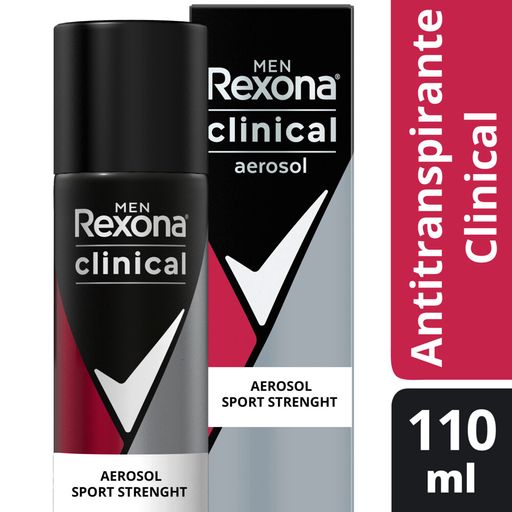 MEN
Rexona®
clinical
aerosol
AEROSOL
SPORT STRENGHT
MEN
Rexona®
clinical
AEROSOL
SPORT STRENGHT
Antitranspirante
Clinical
110
ml